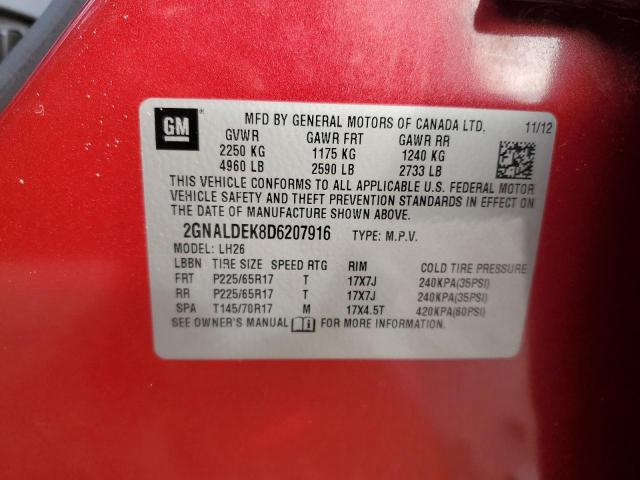 GM ® MFD BY GENERAL MOTORS OF CANADA LTD. 11/12
GVWR GAWR FRT GAWR RR
2250 KG 1175 KG 1240 KG
4960 LB 2590 LB 2733 LB
THIS VEHICLE CONFORMS TO ALL APPLICABLE U.S. FEDERAL MOTOR
VEHICLE SAFETY AND THEFT PREVENTION STANDARDS IN EFFECT ON
THE DATE OF MANUFACTURE SHOWN ABOVE.
2GNALDEK8D6207916 TYPE: M.P.V.
MODEL: LH26
LBBN TIRE SIZE SPEED RTG RIM COLD TIRE PRESSURE
FRT P225/65R17 T 17X7J 240KPA(35PSI)
RR P225/65R17 T 17X7J 240KPA(35PSI)
SPA T145/70R17 M 17X4.5T 420KPA(60PSI)
SEE OWNER'S MANUAL FOR MORE INFORMATION.